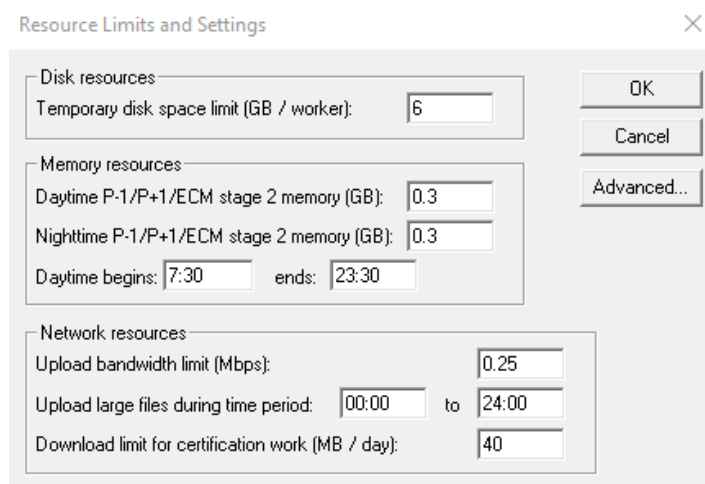 Resource Limits and Settings
Disk resources
Temporary disk space limit (GB / worker): 6
OK
Cancel
Advanced...
Memory resources
Daytime P-1/P+1/ECM stage 2 memory (GB): 0.3
Nighttime P-1/P+1/ECM stage 2 memory (GB): 0.3
Daytime begins: 7:30 ends: 23:30
Network resources
Upload bandwidth limit (Mbps): 0.25
Upload large files during time period: 00:00 to 24:00
Download limit for certification work (MB / day): 40